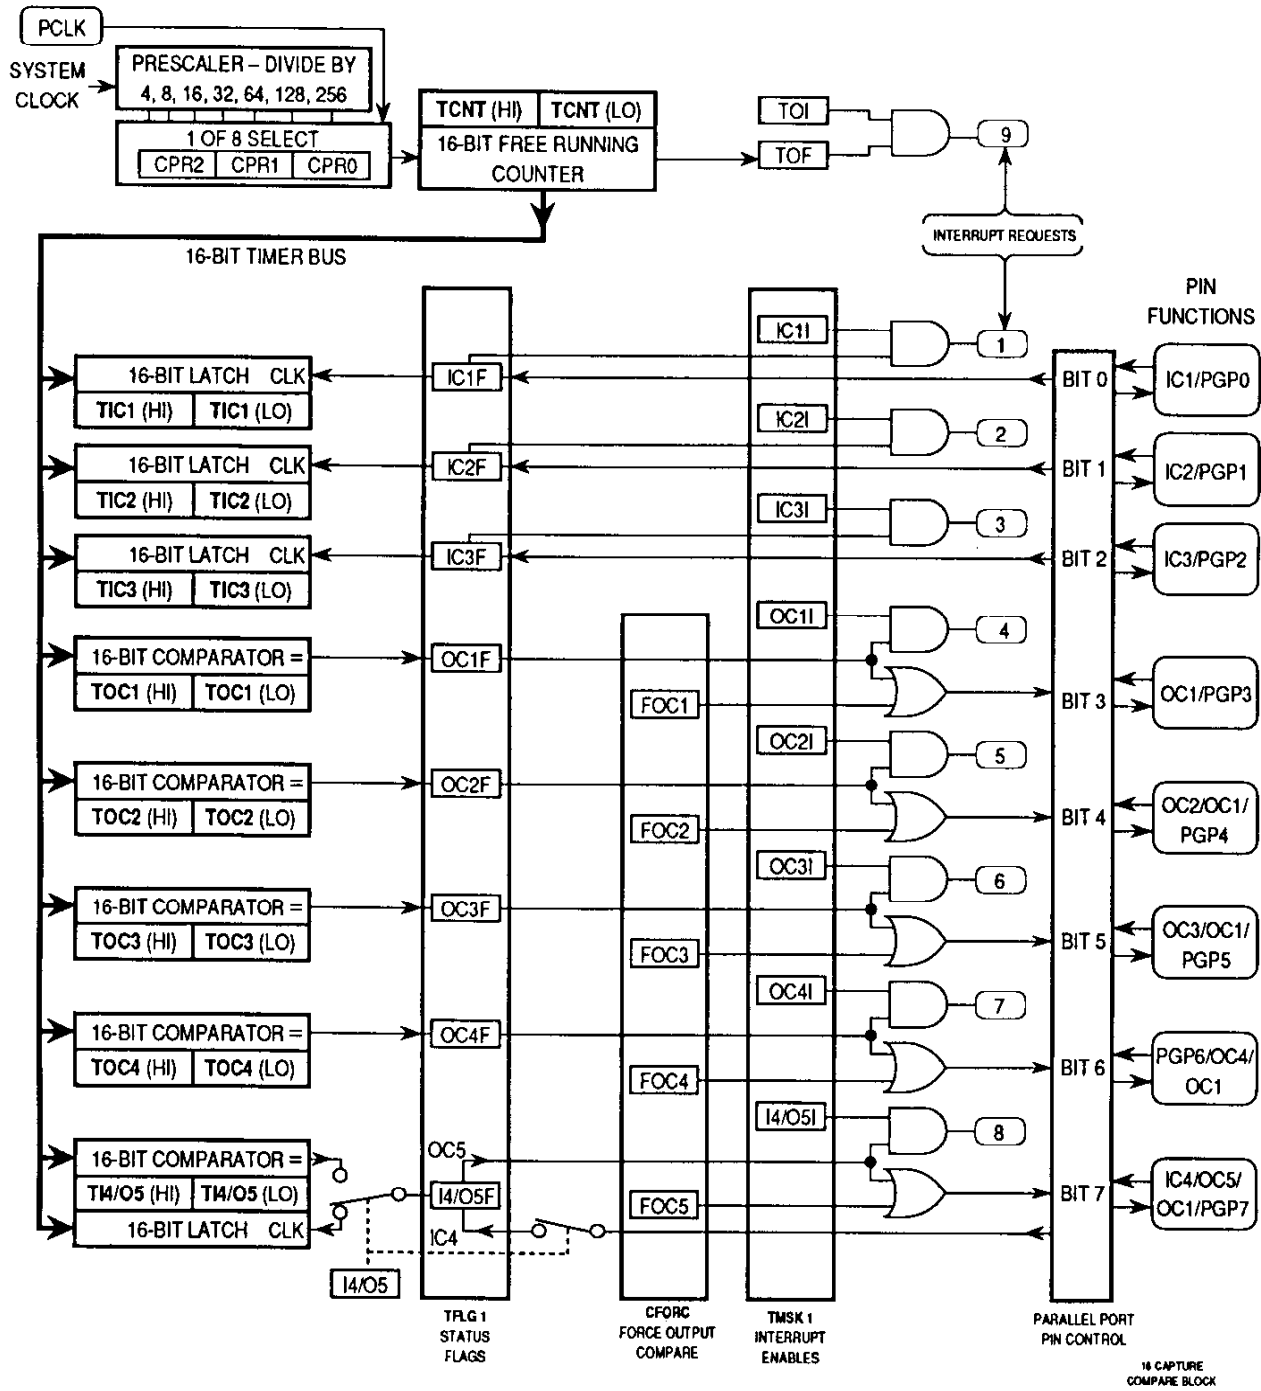 PCLK
SYSTEM
CLOCK
PRESCALER – DIVIDE BY
4, 8, 16, 32, 64, 128, 256
1 OF 8 SELECT
CPR2 CPR1 CPR0
TCNT (HI) TCNT (LO)
16-BIT FREE RUNNING
COUNTER
TOI
TOF
9
INTERRUPT REQUESTS
16-BIT TIMER BUS
PIN
FUNCTIONS
IC1I
1
16-BIT LATCH CLK
IC1F
BIT 0
IC1/PGP0
TIC1 (HI) TIC1 (LO)
IC2I
2
16-BIT LATCH CLK
IC2F
BIT 1
IC2/PGP1
TIC2 (HI) TIC2 (LO)
IC3I
3
16-BIT LATCH CLK
IC3F
BIT 2
IC3/PGP2
TIC3 (HI) TIC3 (LO)
OC1I
4
16-BIT COMPARATOR =
OC1F
TOC1 (HI) TOC1 (LO)
FOC1
BIT 3
OC1/PGP3
OC2I
5
16-BIT COMPARATOR =
OC2F
TOC2 (HI) TOC2 (LO)
FOC2
BIT 4
OC2/OC1/
PGP4
OC3I
6
16-BIT COMPARATOR =
OC3F
TOC3 (HI) TOC3 (LO)
FOC3
BIT 5
OC3/OC1/
PGP5
OC4I
7
16-BIT COMPARATOR =
OC4F
TOC4 (HI) TOC4 (LO)
FOC4
BIT 6
PGP6/OC4/
OC1
I4/O5I
8
16-BIT COMPARATOR =
OC5
TI4/O5 (HI) TI4/O5 (LO)
I4/O5F
FOC5
BIT 7
IC4/OC5/
OC1/PGP7
16-BIT LATCH CLK
IC4
I4/O5
TFLG 1
STATUS
FLAGS
CFORC
FORCE OUTPUT
COMPARE
TMSK 1
INTERRUPT
ENABLES
PARALLEL PORT
PIN CONTROL
16 CAPTURE
COMPARE BLOCK